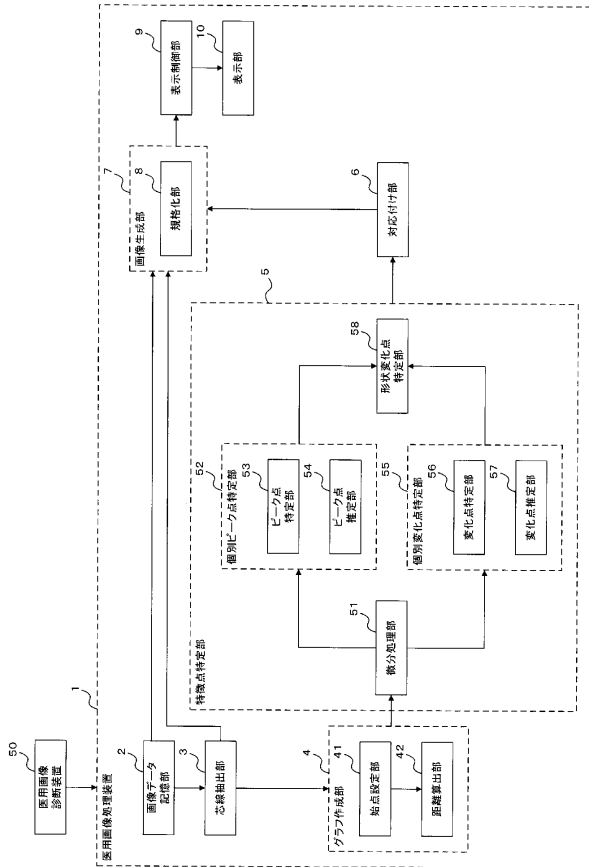 50
医用画像
診断装置
1
医用画像処理装置
2
画像データ
記憶部
3
芯線抽出部
4
グラフ作成部
41
始点設定部
42
距離算出部
5
特徴点特定部
51
微分処理部
52
個別ピーク点特定部
53
ピーク点
特定部
54
ピーク点
推定部
55
個別変化点特定部
56
変化点特定部
57
変化点推定部
58
形状変化点
特定部
6
対応付け部
7
画像生成部
8
規格化部
9
表示制御部
10
表示部